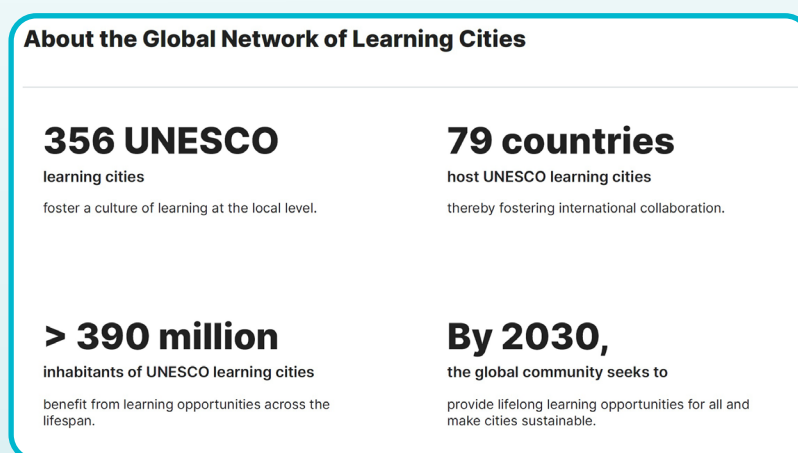 About the Global Network of Learning Cities
356 UNESCO
learning cities
foster a culture of learning at the local level.
79 countries
host UNESCO learning cities
thereby fostering international collaboration.
> 390 million
inhabitants of UNESCO learning cities
benefit from learning opportunities across the
lifespan.
By 2030,
the global community seeks to
provide lifelong learning opportunities for all and
make cities sustainable.